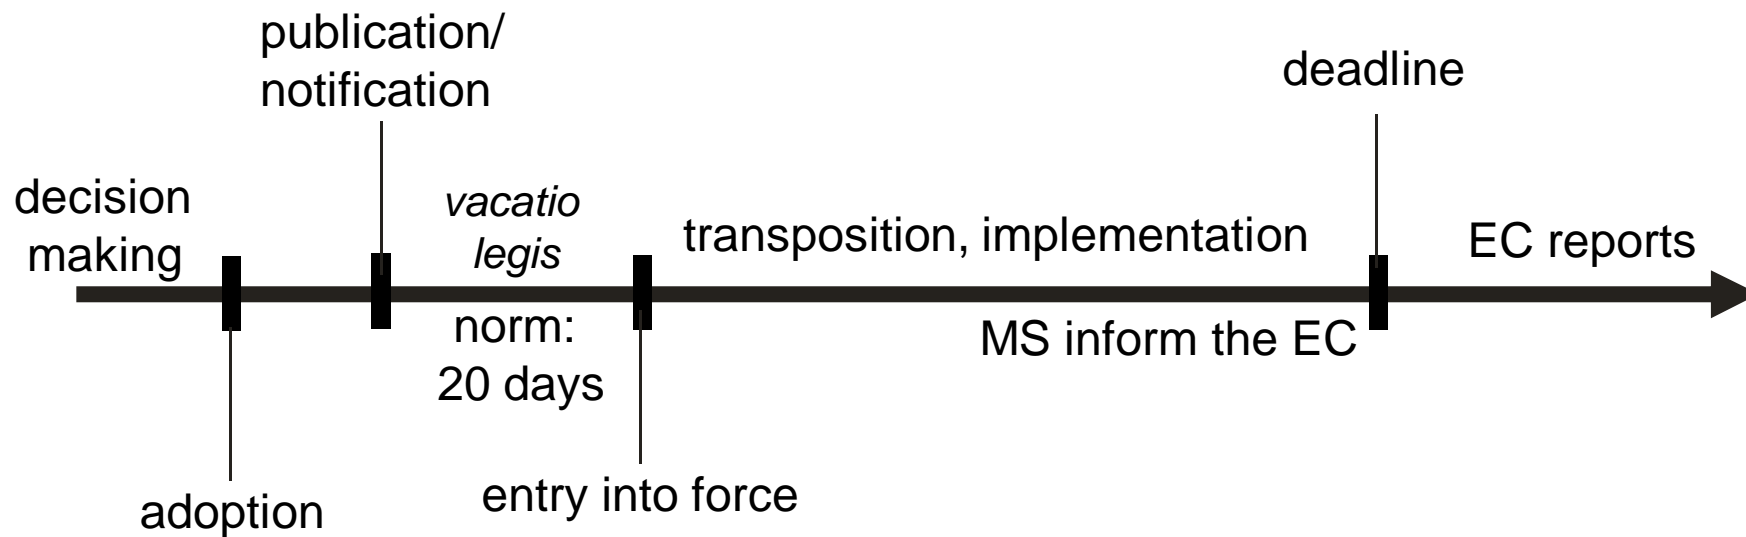 publication/
notification
deadline
decision
making
vacatio
legis
transposition, implementation
EC reports
norm:
20 days
MS inform the EC
adoption
entry into force